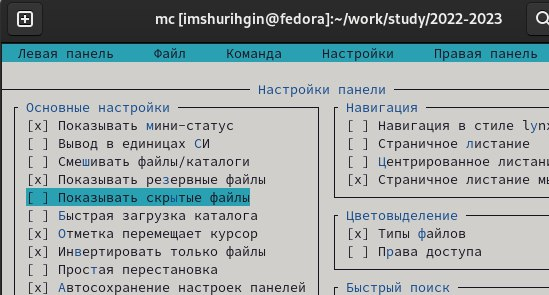 mc [imshurihgin@fedora]:~/work/study/2022-2023
Левая панель Файл Команда Настройки Правая панель
Настройки панели
Основные настройки
[x] Показывать мини-статус
[ ] Вывод в единицах СИ
[ ] Смешивать файлы/каталоги
[x] Показывать резервные файлы
[ ] Показывать скрытые файлы
[ ] Быстрая загрузка каталога
[x] Отметка перемещает курсор
[x] Инвертировать только файлы
[ ] Простая перестановка
[x] Автосохранение настроек панелей
Навигация
[ ] Навигация в стиле lynx
[ ] Страничное листание
[ ] Центрированное листани
[x] Страничное листание мы
Цветовыделение
[x] Типы файлов
[ ] Права доступа
Быстрый поиск